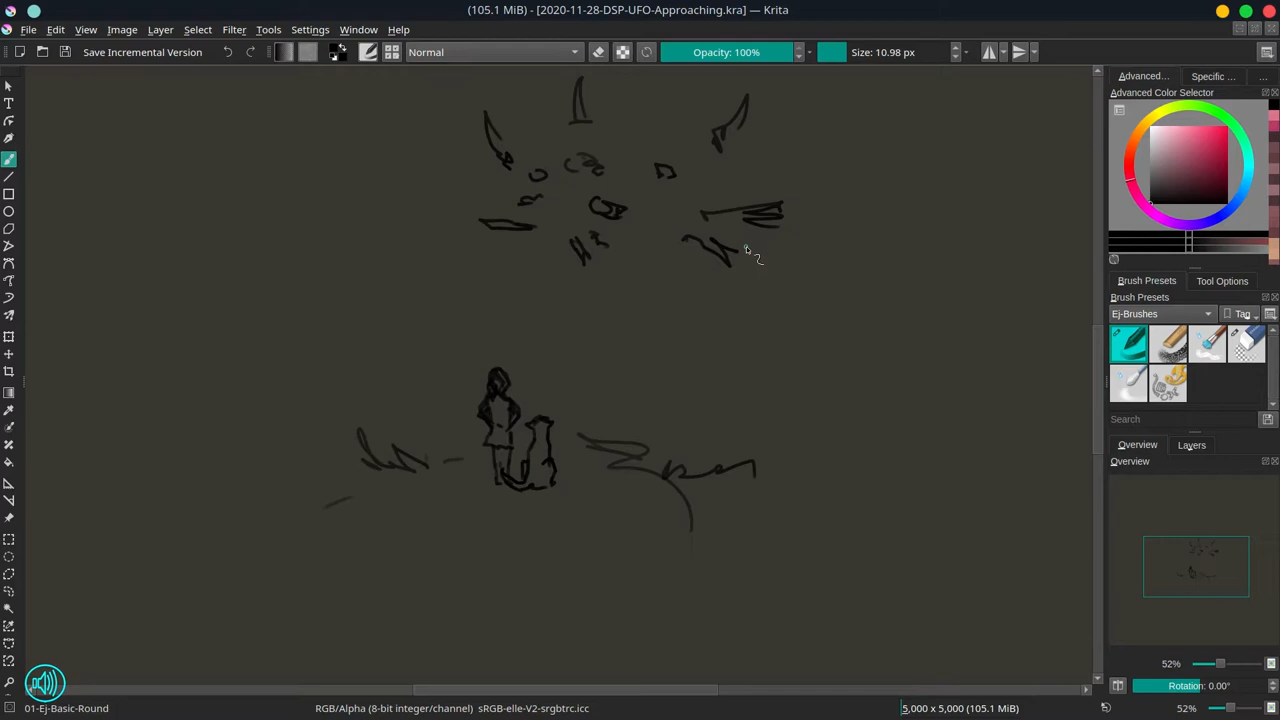 (105.1 MiB) - [2020-11-28-DSP-UFO-Approaching.kra] — Krita
File Edit View Image Layer Select Filter Tools Settings Window Help
Save Incremental Version Normal Opacity: 100% Size: 10.98 px
Advanced... Specific ... ...
Advanced Color Selector
Brush Presets Tool Options
Brush Presets
Ej-Brushes Tag
Search
Overview Layers
Overview
52%
Rotation: 0.00°
01-Ej-Basic-Round RGB/Alpha (8-bit integer/channel) sRGB-elle-V2-srgbtrc.icc 5,000 x 5,000 (105.1 MiB) 52%